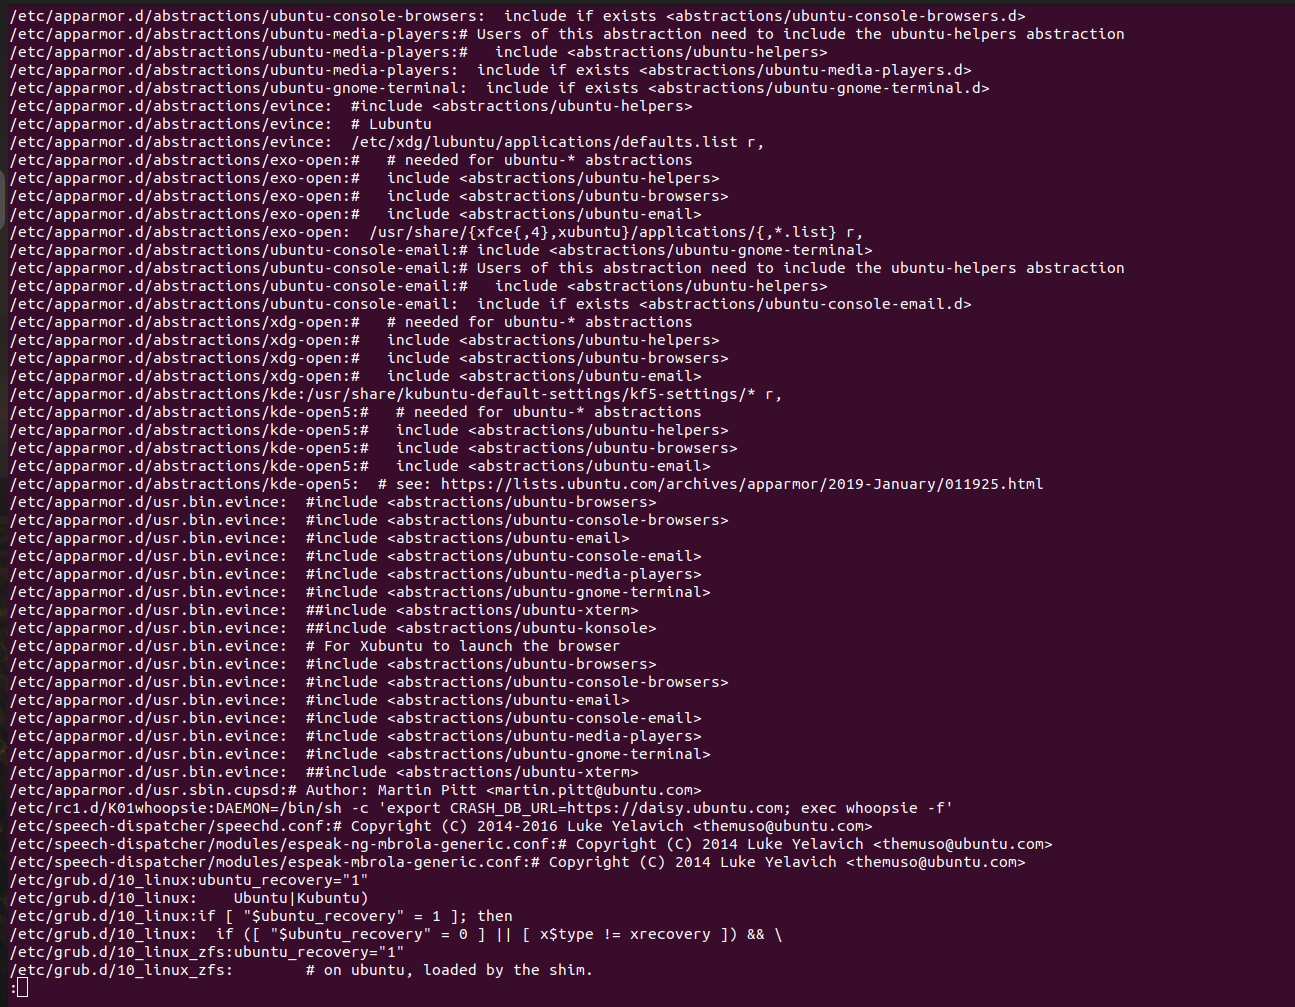 /etc/apparmor.d/abstractions/ubuntu-console-browsers:  include if exists <abstractions/ubuntu-console-browsers.d>
/etc/apparmor.d/abstractions/ubuntu-media-players:# Users of this abstraction need to include the ubuntu-helpers abstraction
/etc/apparmor.d/abstractions/ubuntu-media-players:#   include <abstractions/ubuntu-helpers>
/etc/apparmor.d/abstractions/ubuntu-media-players:  include if exists <abstractions/ubuntu-media-players.d>
/etc/apparmor.d/abstractions/ubuntu-gnome-terminal:  include if exists <abstractions/ubuntu-gnome-terminal.d>
/etc/apparmor.d/abstractions/evince:  #include <abstractions/ubuntu-helpers>
/etc/apparmor.d/abstractions/evince:  # Lubuntu
/etc/apparmor.d/abstractions/evince:  /etc/xdg/lubuntu/applications/defaults.list r,
/etc/apparmor.d/abstractions/exo-open:#   # needed for ubuntu-* abstractions
/etc/apparmor.d/abstractions/exo-open:#   include <abstractions/ubuntu-helpers>
/etc/apparmor.d/abstractions/exo-open:#   include <abstractions/ubuntu-browsers>
/etc/apparmor.d/abstractions/exo-open:#   include <abstractions/ubuntu-email>
/etc/apparmor.d/abstractions/exo-open:  /usr/share/{xfce{,4},xubuntu}/applications/{,*.list} r,
/etc/apparmor.d/abstractions/ubuntu-console-email:# include <abstractions/ubuntu-gnome-terminal>
/etc/apparmor.d/abstractions/ubuntu-console-email:# Users of this abstraction need to include the ubuntu-helpers abstraction
/etc/apparmor.d/abstractions/ubuntu-console-email:#   include <abstractions/ubuntu-helpers>
/etc/apparmor.d/abstractions/ubuntu-console-email:  include if exists <abstractions/ubuntu-console-email.d>
/etc/apparmor.d/abstractions/xdg-open:#   # needed for ubuntu-* abstractions
/etc/apparmor.d/abstractions/xdg-open:#   include <abstractions/ubuntu-helpers>
/etc/apparmor.d/abstractions/xdg-open:#   include <abstractions/ubuntu-browsers>
/etc/apparmor.d/abstractions/xdg-open:#   include <abstractions/ubuntu-email>
/etc/apparmor.d/abstractions/kde:/usr/share/kubuntu-default-settings/kf5-settings/* r,
/etc/apparmor.d/abstractions/kde-open5:#   # needed for ubuntu-* abstractions
/etc/apparmor.d/abstractions/kde-open5:#   include <abstractions/ubuntu-helpers>
/etc/apparmor.d/abstractions/kde-open5:#   include <abstractions/ubuntu-browsers>
/etc/apparmor.d/abstractions/kde-open5:#   include <abstractions/ubuntu-email>
/etc/apparmor.d/abstractions/kde-open5:  # see: https://lists.ubuntu.com/archives/apparmor/2019-January/011925.html
/etc/apparmor.d/usr.bin.evince:  #include <abstractions/ubuntu-browsers>
/etc/apparmor.d/usr.bin.evince:  #include <abstractions/ubuntu-console-browsers>
/etc/apparmor.d/usr.bin.evince:  #include <abstractions/ubuntu-email>
/etc/apparmor.d/usr.bin.evince:  #include <abstractions/ubuntu-console-email>
/etc/apparmor.d/usr.bin.evince:  #include <abstractions/ubuntu-media-players>
/etc/apparmor.d/usr.bin.evince:  #include <abstractions/ubuntu-gnome-terminal>
/etc/apparmor.d/usr.bin.evince:  ##include <abstractions/ubuntu-xterm>
/etc/apparmor.d/usr.bin.evince:  ##include <abstractions/ubuntu-konsole>
/etc/apparmor.d/usr.bin.evince:  # For Xubuntu to launch the browser
/etc/apparmor.d/usr.bin.evince:  #include <abstractions/ubuntu-browsers>
/etc/apparmor.d/usr.bin.evince:  #include <abstractions/ubuntu-console-browsers>
/etc/apparmor.d/usr.bin.evince:  #include <abstractions/ubuntu-email>
/etc/apparmor.d/usr.bin.evince:  #include <abstractions/ubuntu-console-email>
/etc/apparmor.d/usr.bin.evince:  #include <abstractions/ubuntu-media-players>
/etc/apparmor.d/usr.bin.evince:  #include <abstractions/ubuntu-gnome-terminal>
/etc/apparmor.d/usr.bin.evince:  ##include <abstractions/ubuntu-xterm>
/etc/apparmor.d/usr.sbin.cupsd:# Author: Martin Pitt <martin.pitt@ubuntu.com>
/etc/rc1.d/K01whoopsie:DAEMON=/bin/sh -c 'export CRASH_DB_URL=https://daisy.ubuntu.com; exec whoopsie -f'
/etc/speech-dispatcher/speechd.conf:# Copyright (C) 2014-2016 Luke Yelavich <themuso@ubuntu.com>
/etc/speech-dispatcher/modules/espeak-ng-mbrola-generic.conf:# Copyright (C) 2014 Luke Yelavich <themuso@ubuntu.com>
/etc/speech-dispatcher/modules/espeak-mbrola-generic.conf:# Copyright (C) 2014 Luke Yelavich <themuso@ubuntu.com>
/etc/grub.d/10_linux:ubuntu_recovery="1"
/etc/grub.d/10_linux:    Ubuntu|Kubuntu)
/etc/grub.d/10_linux:if [ "$ubuntu_recovery" = 1 ]; then
/etc/grub.d/10_linux:  if ([ "$ubuntu_recovery" = 0 ] || [ x$type != xrecovery ]) && \
/etc/grub.d/10_linux_zfs:ubuntu_recovery="1"
/etc/grub.d/10_linux_zfs:        # on ubuntu, loaded by the shim.
: